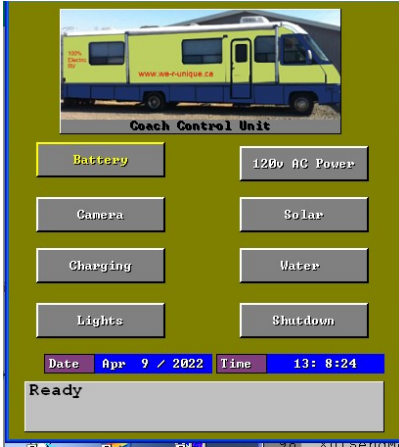 100%
Electric
RV
www.we-r-unique.ca
Coach Control Unit
Battery
120v AC Power
Camera
Solar
Charging
Water
Lights
Shutdown
Date Apr 9 / 2022 Time 13: 8:24
Ready